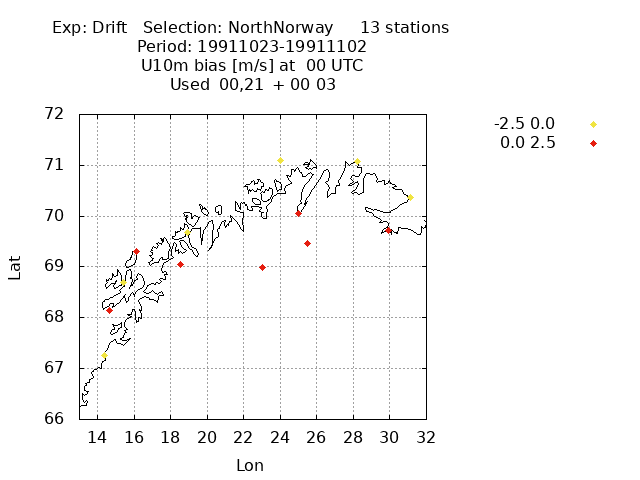 Exp: Drift Selection: NorthNorway 13 stations
Period: 19911023-19911102
U10m bias [m/s] at 00 UTC
Used 00,21 + 00 03
-2.5 0.0
0.0 2.5
72
71
70
69
68
67
66
Lat
14 16 18 20 22 24 26 28 30 32
Lon